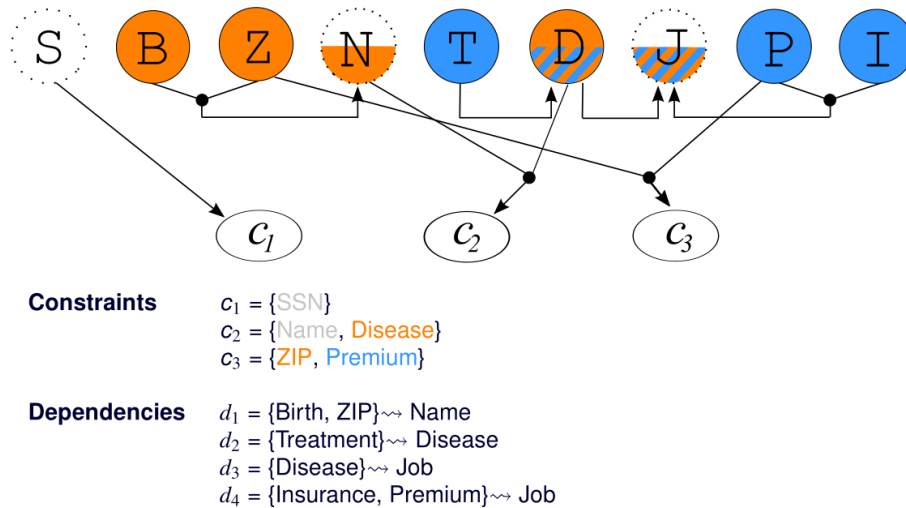 S B Z N T D J P I
c1 c2 c3
Constraints c1 = {SSN}
c2 = {Name, Disease}
c3 = {ZIP, Premium}
Dependencies d1 = {Birth, ZIP}⇝ Name
d2 = {Treatment}⇝ Disease
d3 = {Disease}⇝ Job
d4 = {Insurance, Premium}⇝ Job